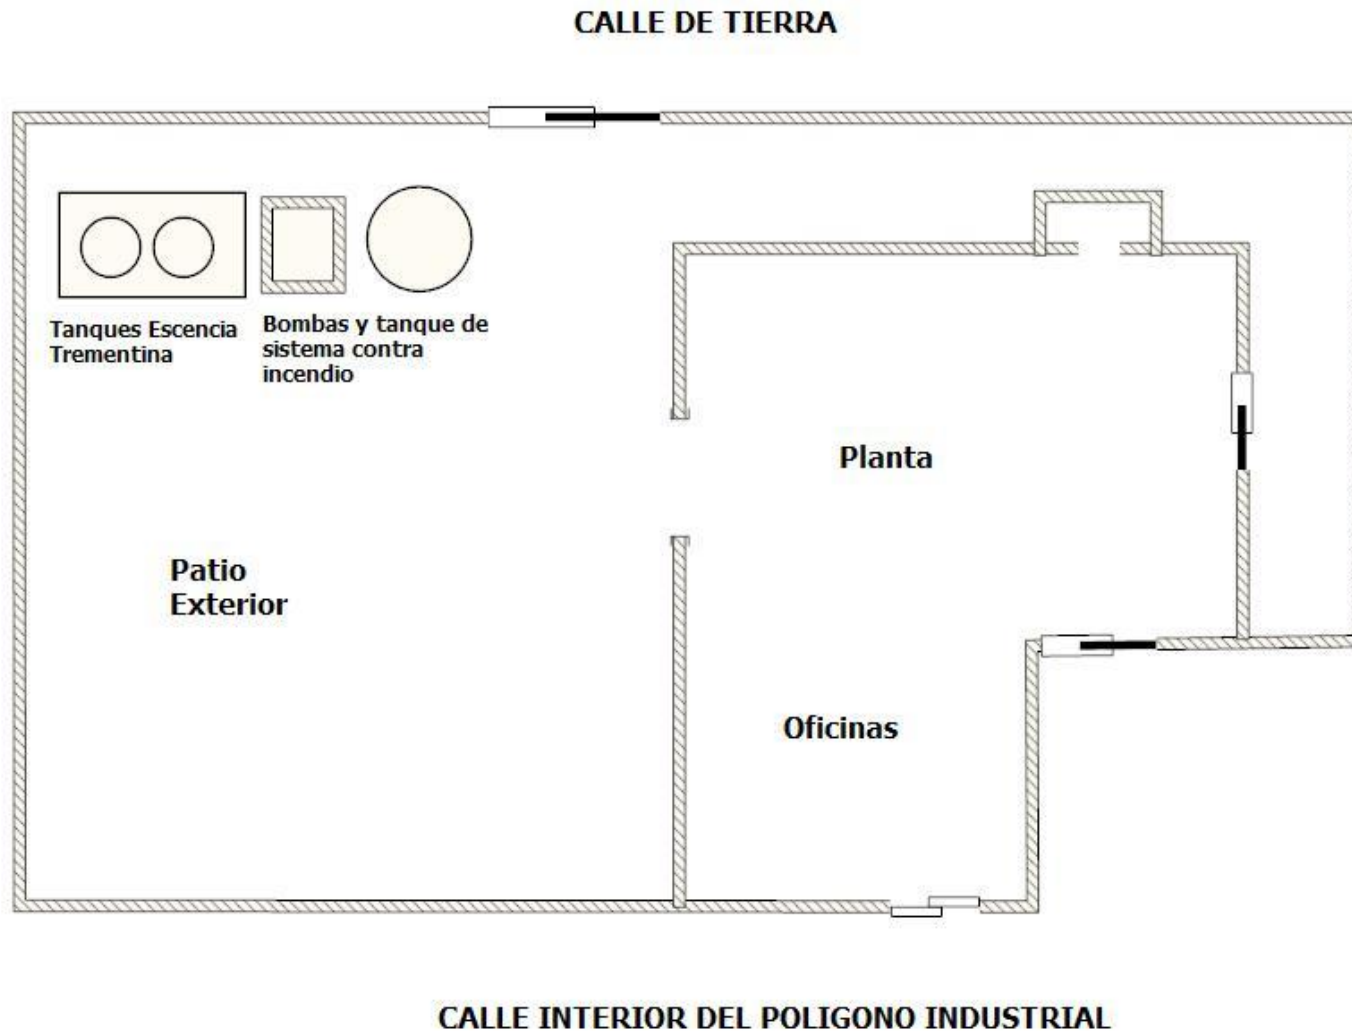 CALLE DE TIERRA
Tanques Escencia
Trementina
Bombas y tanque de
sistema contra
incendio
Planta
Patio
Exterior
Oficinas
CALLE INTERIOR DEL POLIGONO INDUSTRIAL